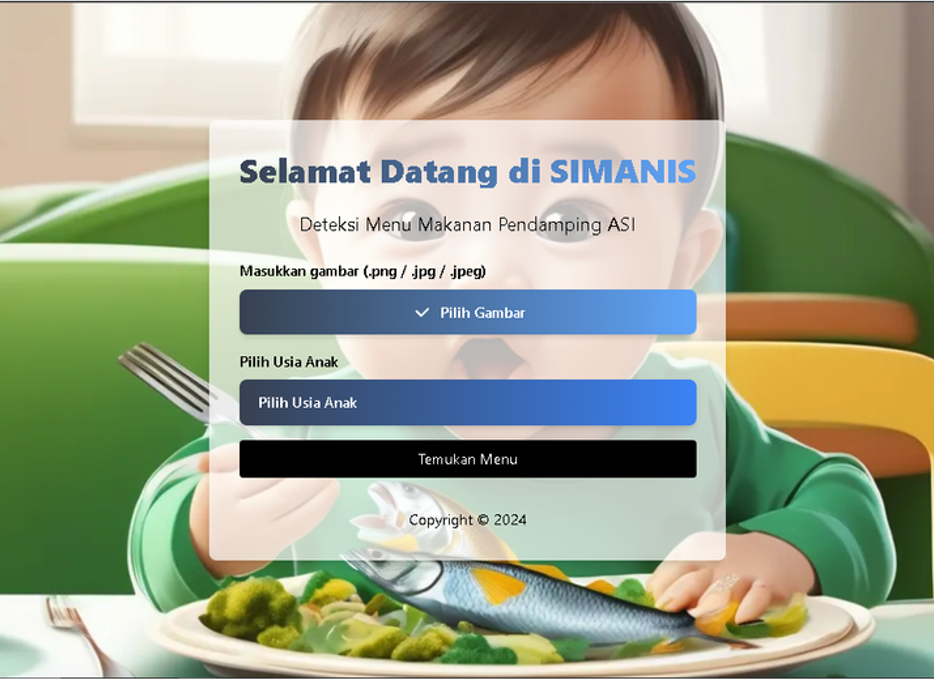 Selamat Datang di SIMANIS
Deteksi Menu Makanan Pendamping ASI
Masukkan gambar (.png / .jpg / .jpeg)
Pilih Gambar
Pilih Usia Anak
Pilih Usia Anak
Temukan Menu
Copyright © 2024